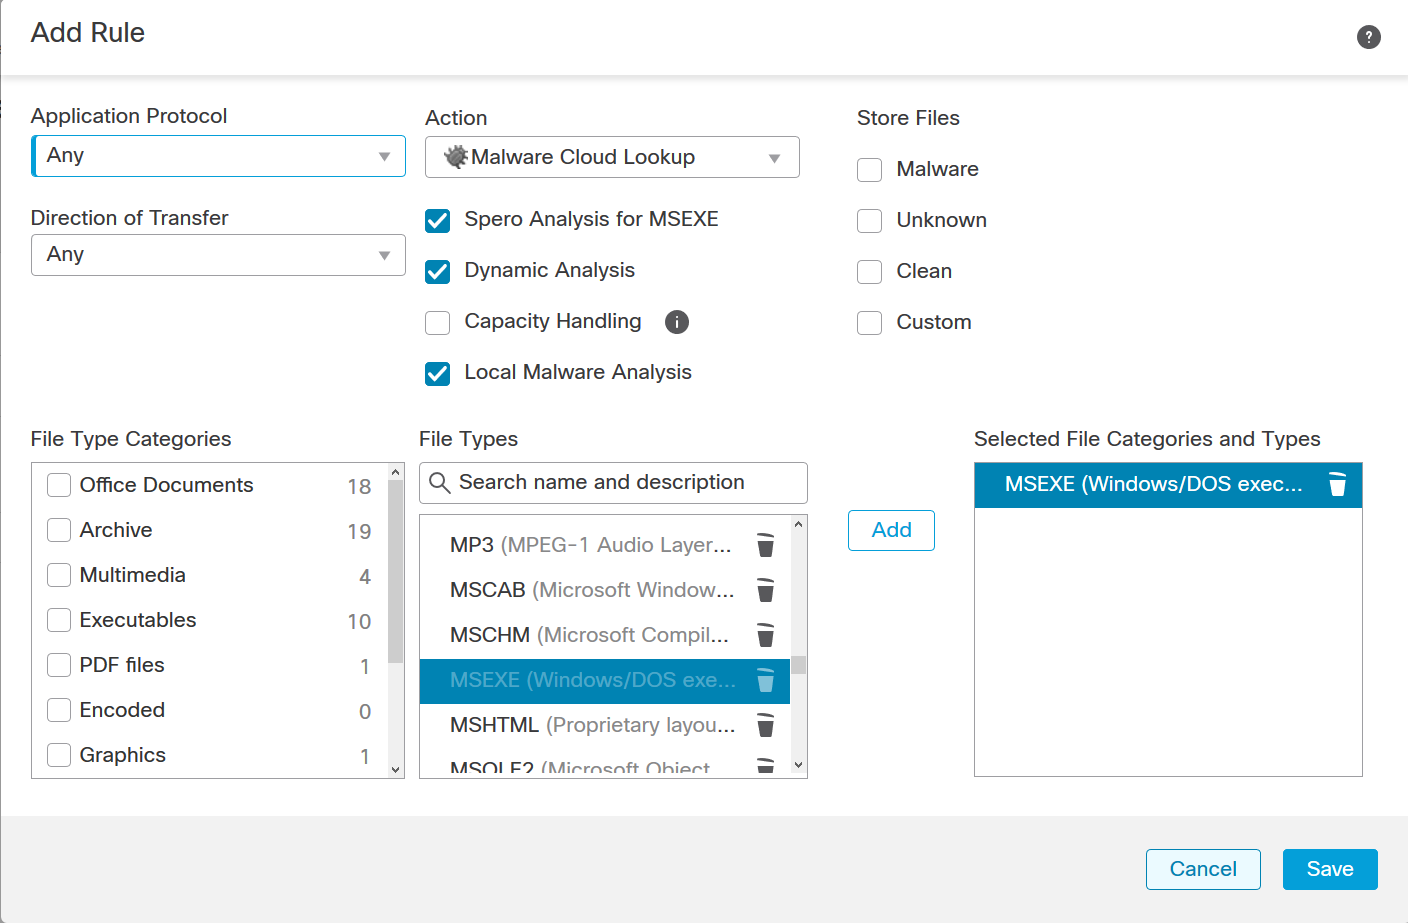 Add Rule
?
Application Protocol
Any
Direction of Transfer
Any
Action
Malware Cloud Lookup
Spero Analysis for MSEXE
Dynamic Analysis
Capacity Handling i
Local Malware Analysis
Store Files
Malware
Unknown
Clean
Custom
File Type Categories
Office Documents 18
Archive 19
Multimedia 4
Executables 10
PDF files 1
Encoded 0
Graphics 1
File Types
Search name and description
MP3 (MPEG-1 Audio Layer...
MSCAB (Microsoft Window...
MSCHM (Microsoft Compil...
MSEXE (Windows/DOS exe...
MSHTML (Proprietary layou...
MSOLE2 (Microsoft Object
Add
Selected File Categories and Types
MSEXE (Windows/DOS exec...
Cancel
Save